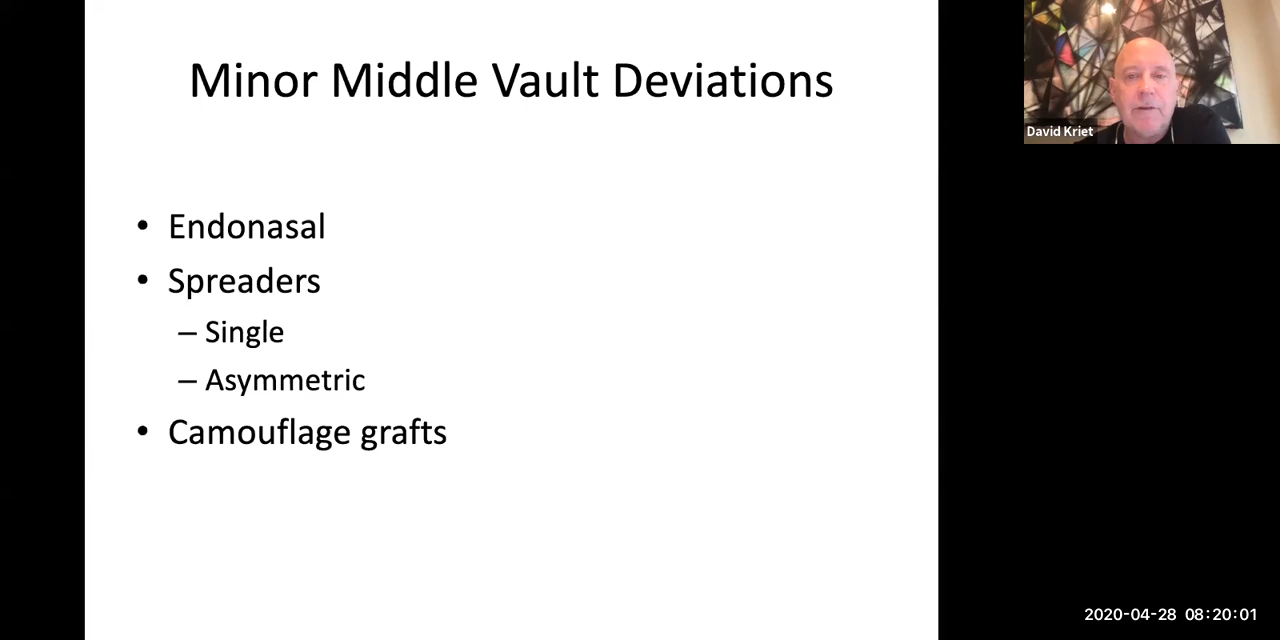 Minor Middle Vault Deviations
David Kriet
• Endonasal
• Spreaders
– Single
– Asymmetric
• Camouflage grafts
2020-04-28 08:20:01